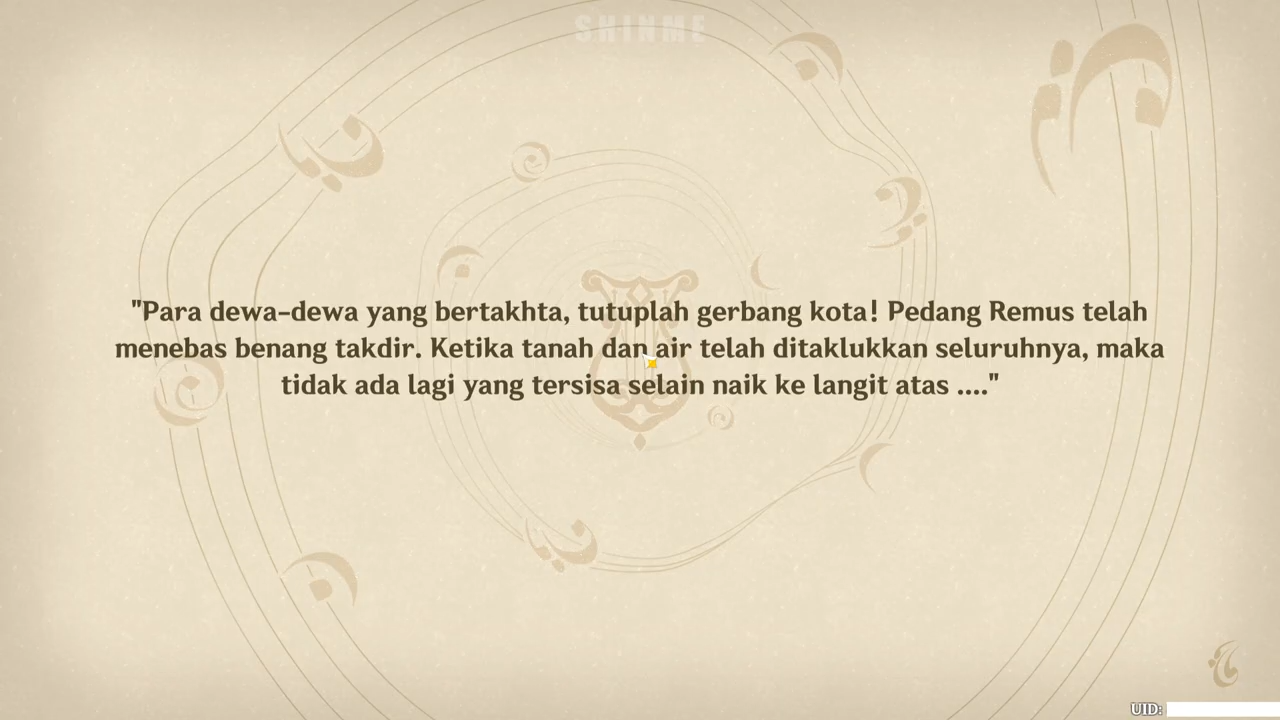 SHINME
"Para dewa-dewa yang bertakhta, tutuplah gerbang kota! Pedang Remus telah
menebas benang takdir. Ketika tanah dan air telah ditaklukkan seluruhnya, maka
tidak ada lagi yang tersisa selain naik ke langit atas ...."
UID: